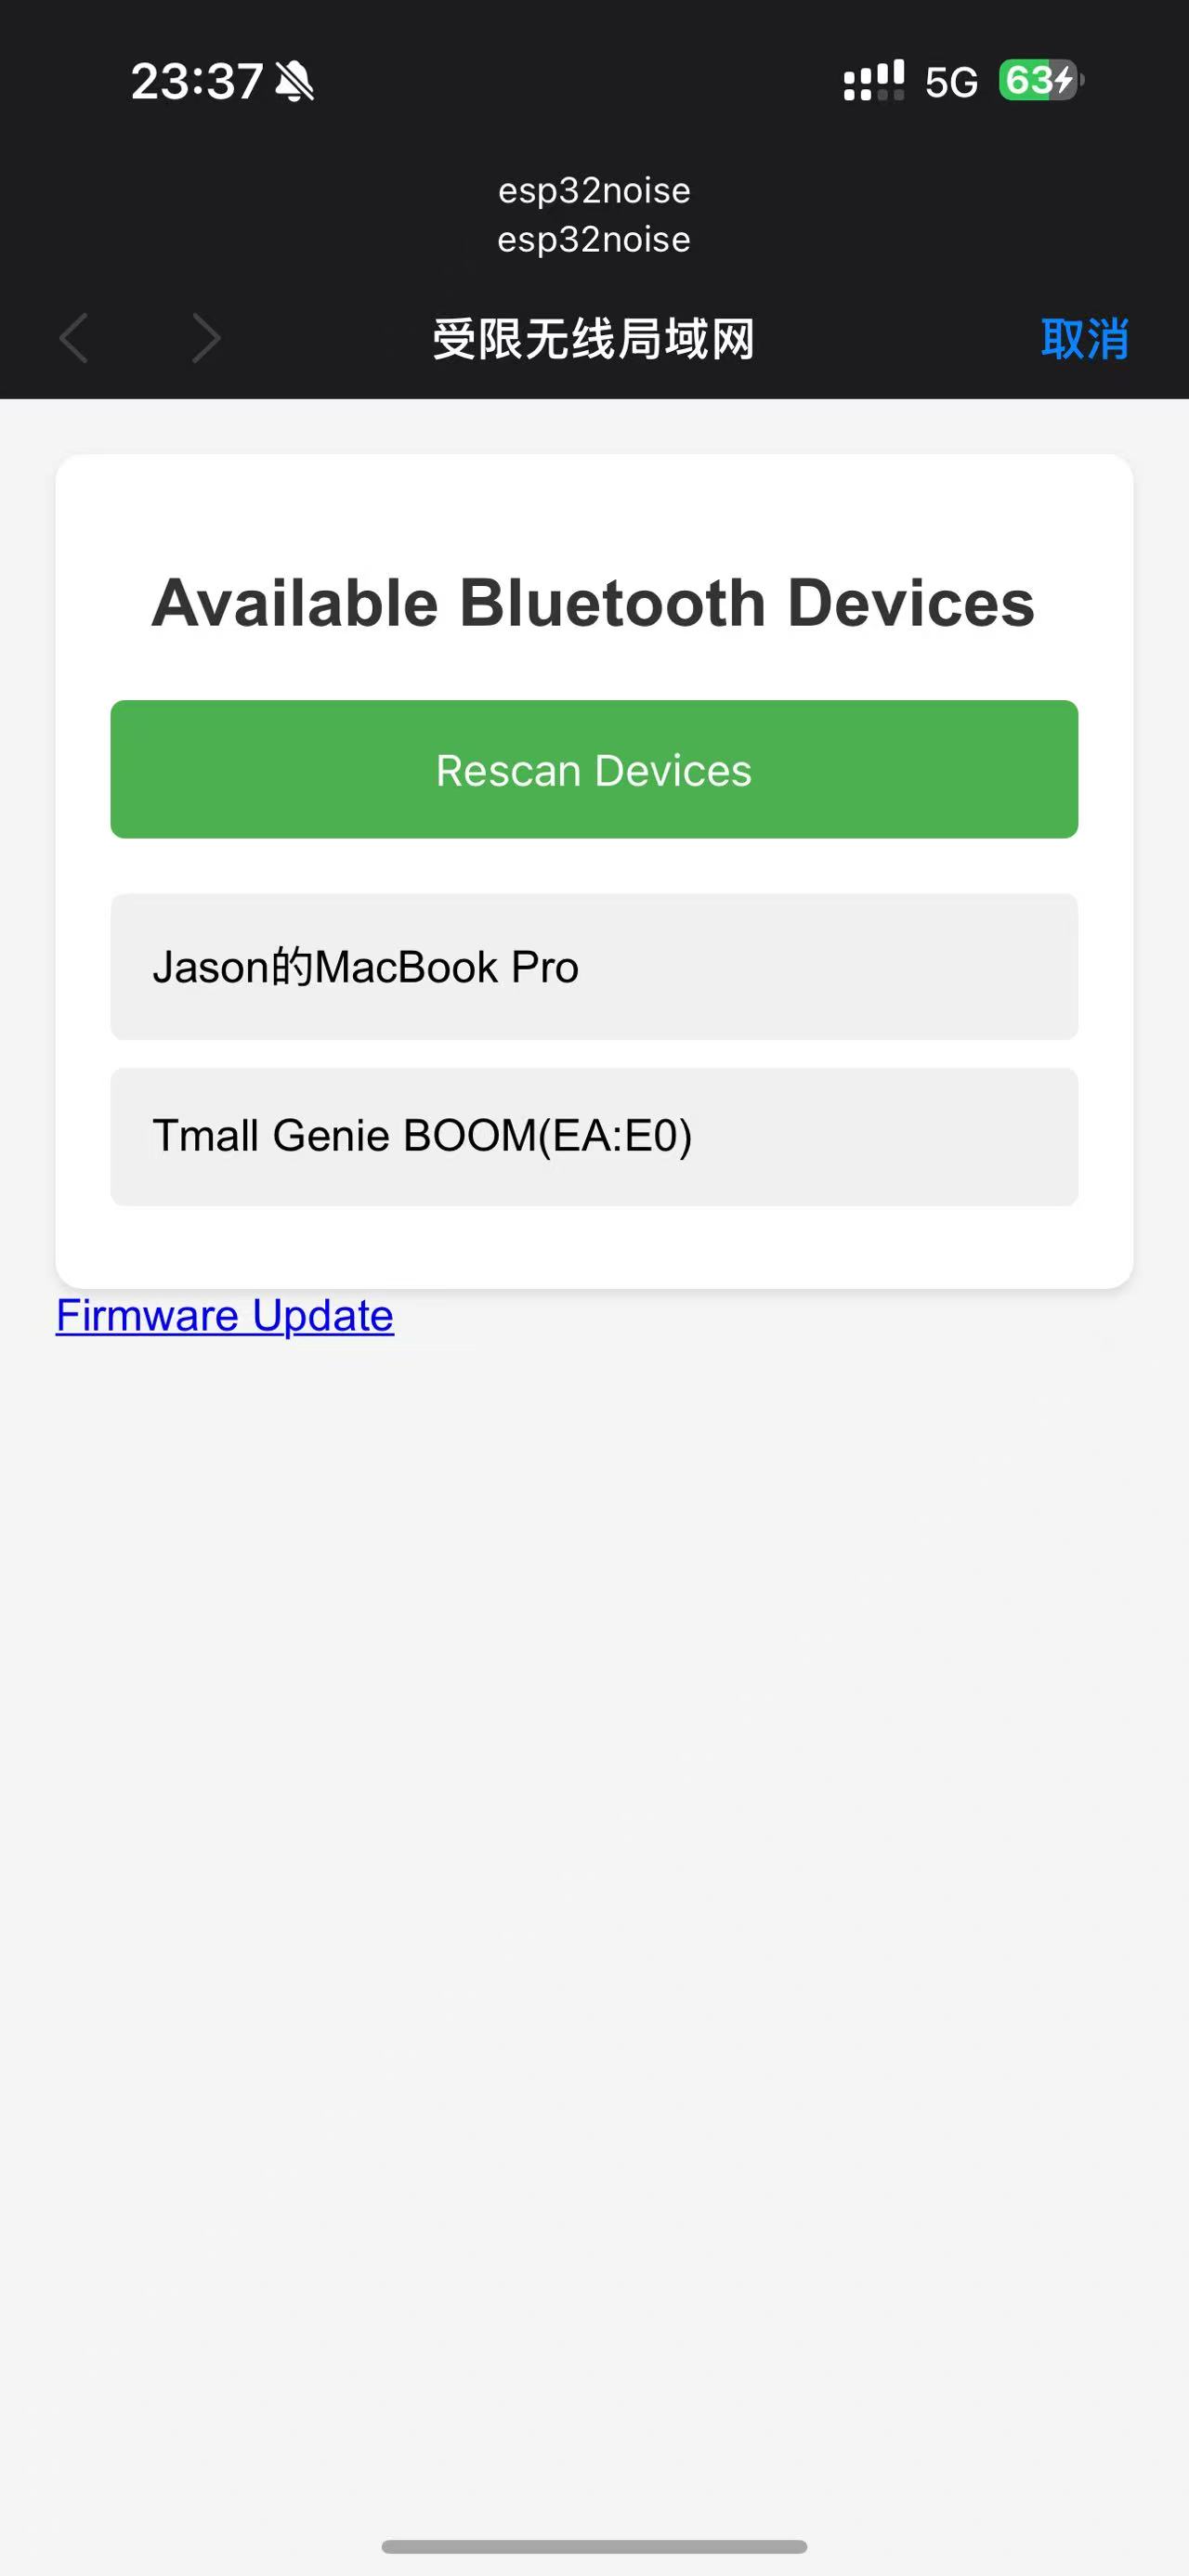 23:37
5G
63
esp32noise
esp32noise
受限无线局域网
取消
Available Bluetooth Devices
Rescan Devices
Jason的MacBook Pro
Tmall Genie BOOM(EA:E0)
Firmware Update